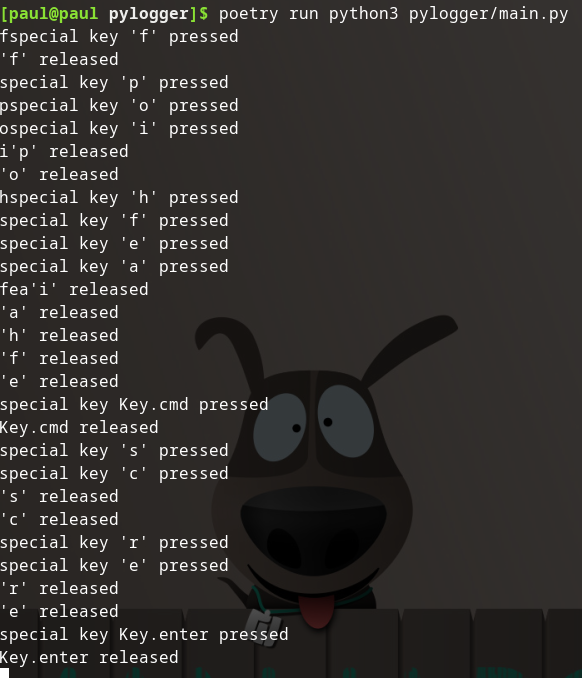 [paul@paul pylogger]$ poetry run python3 pylogger/main.py
fspecial key 'f' pressed
'f' released
special key 'p' pressed
pspecial key 'o' pressed
ospecial key 'i' pressed
i'p' released
'o' released
hspecial key 'h' pressed
special key 'f' pressed
special key 'e' pressed
special key 'a' pressed
fea'i' released
'a' released
'h' released
'f' released
'e' released
special key Key.cmd pressed
Key.cmd released
special key 's' pressed
special key 'c' pressed
's' released
'c' released
special key 'r' pressed
special key 'e' pressed
'r' released
'e' released
special key Key.enter pressed
Key.enter released